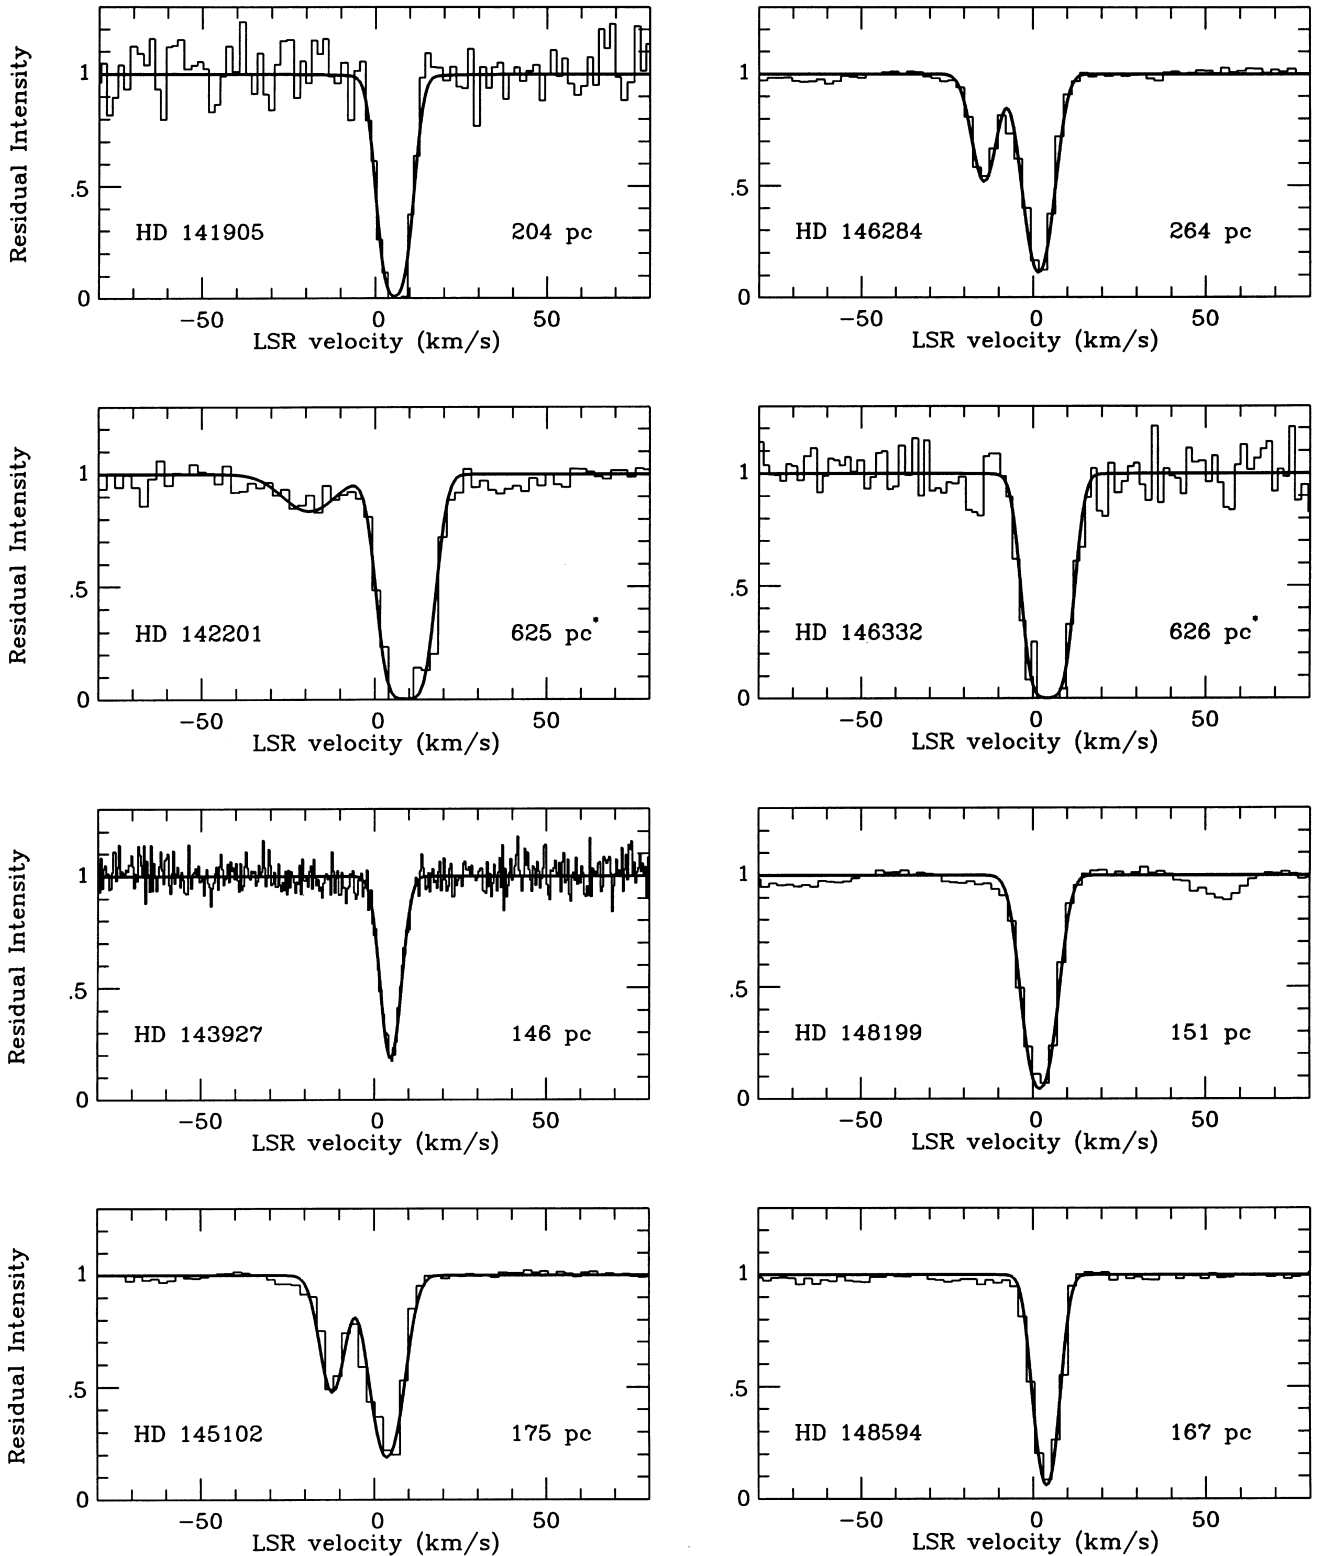 Residual Intensity
1
.5
0
HD 141905 204 pc
−50 0 50
LSR velocity (km/s)
1
.5
0
HD 146284 264 pc
−50 0 50
LSR velocity (km/s)
Residual Intensity
1
.5
0
HD 142201 625 pc*
−50 0 50
LSR velocity (km/s)
1
.5
0
HD 146332 626 pc*
−50 0 50
LSR velocity (km/s)
Residual Intensity
1
.5
0
HD 143927 146 pc
−50 0 50
LSR velocity (km/s)
1
.5
0
HD 148199 151 pc
−50 0 50
LSR velocity (km/s)
Residual Intensity
1
.5
0
HD 145102 175 pc
−50 0 50
LSR velocity (km/s)
1
.5
0
HD 148594 167 pc
−50 0 50
LSR velocity (km/s)